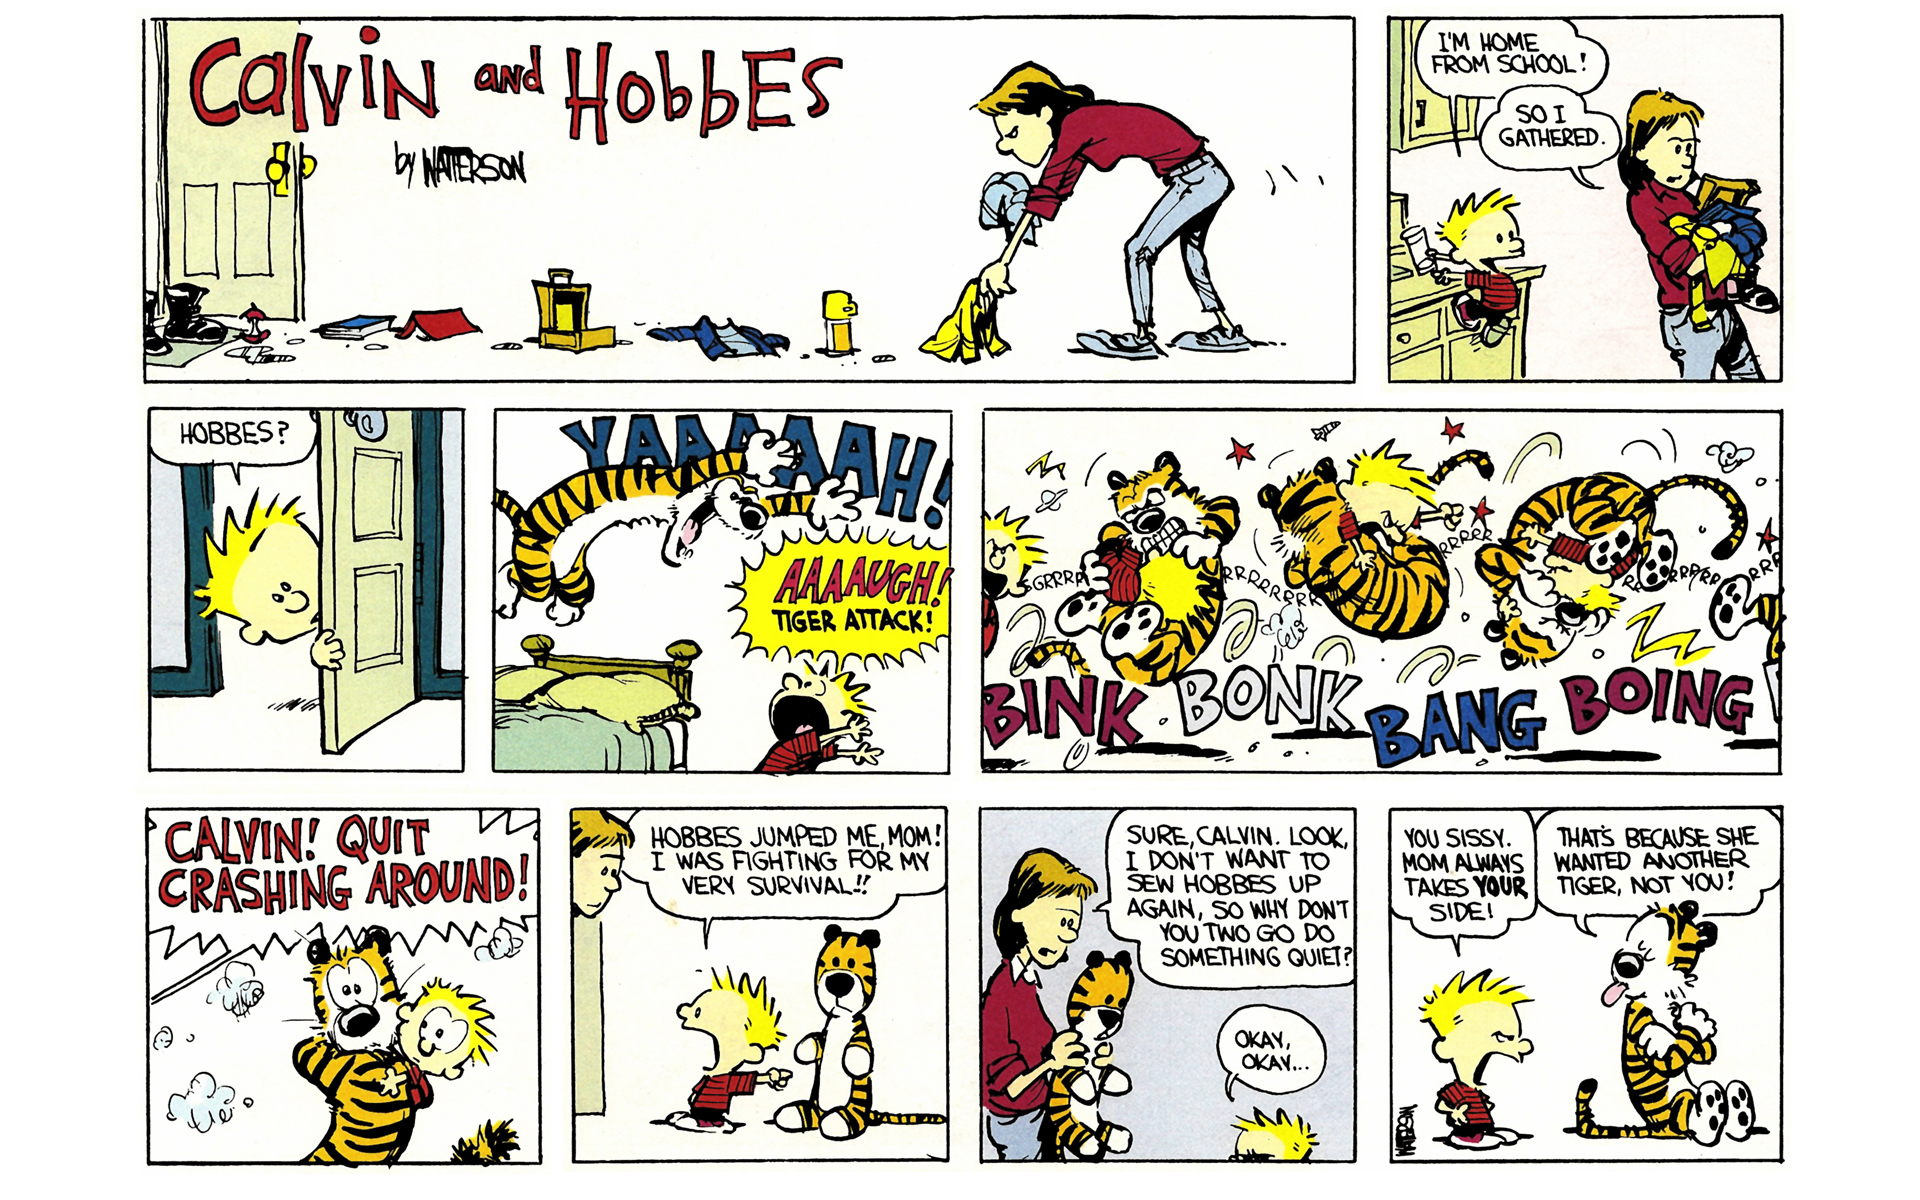 Calvin and HobbEs
by WATTERSON
I'M HOME
FROM SCHOOL!
SO I
GATHERED.
HOBBES?
YAAAAAAH!
AAAAUGH!
TIGER ATTACK!
SGRRRR
RRRRRRRR
RRRRR
RRRRRRR
RRR
BINK BONK BANG BOING
CALVIN! QUIT
CRASHING AROUND!
HOBBES JUMPED ME, MOM!
I WAS FIGHTING FOR MY
VERY SURVIVAL!!
SURE, CALVIN. LOOK,
I DON'T WANT TO
SEW HOBBES UP
AGAIN, SO WHY DON'T
YOU TWO GO DO
SOMETHING QUIET?
OKAY,
OKAY...
YOU SISSY.
MOM ALWAYS
TAKES YOUR
SIDE!
THAT'S BECAUSE SHE
WANTED ANOTHER
TIGER, NOT YOU!
WATTERSON